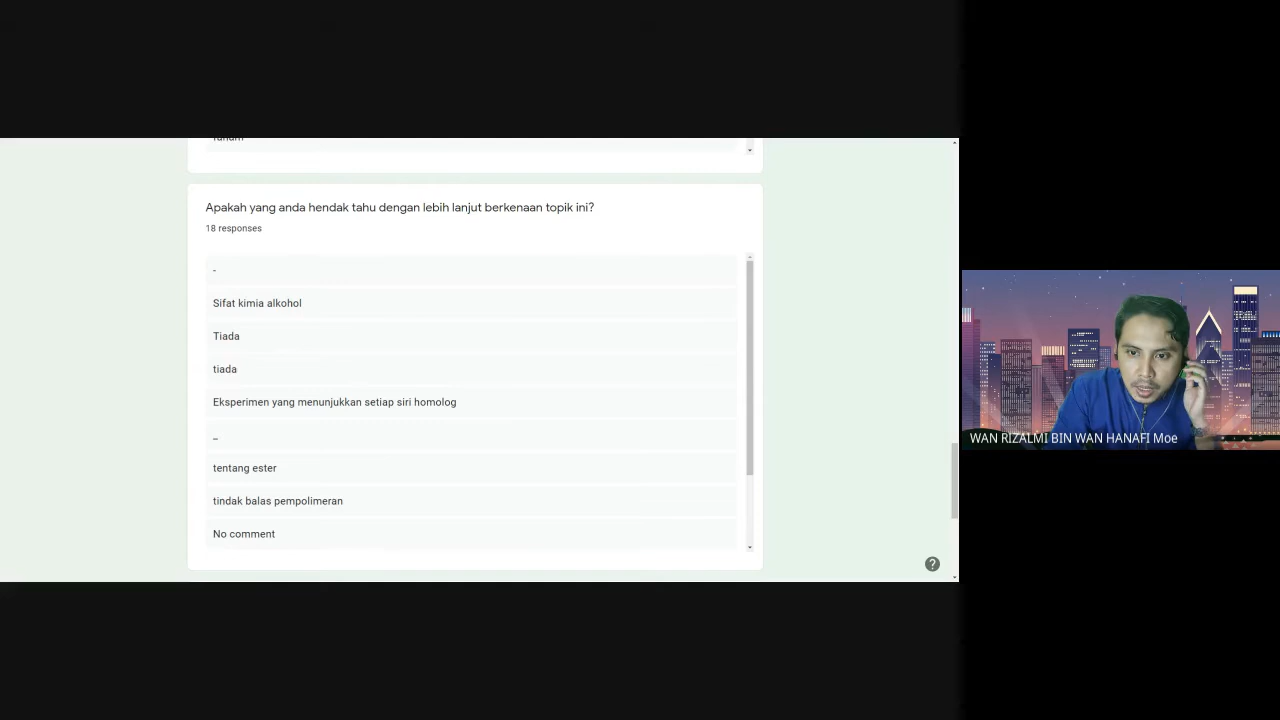 Apakah yang anda hendak tahu dengan lebih lanjut berkenaan topik ini?
18 responses
-
Sifat kimia alkohol
Tiada
tiada
Eksperimen yang menunjukkan setiap siri homolog
_
tentang ester
tindak balas pempolimeran
No comment
?
WAN RIZALMI BIN WAN HANAFI Moe